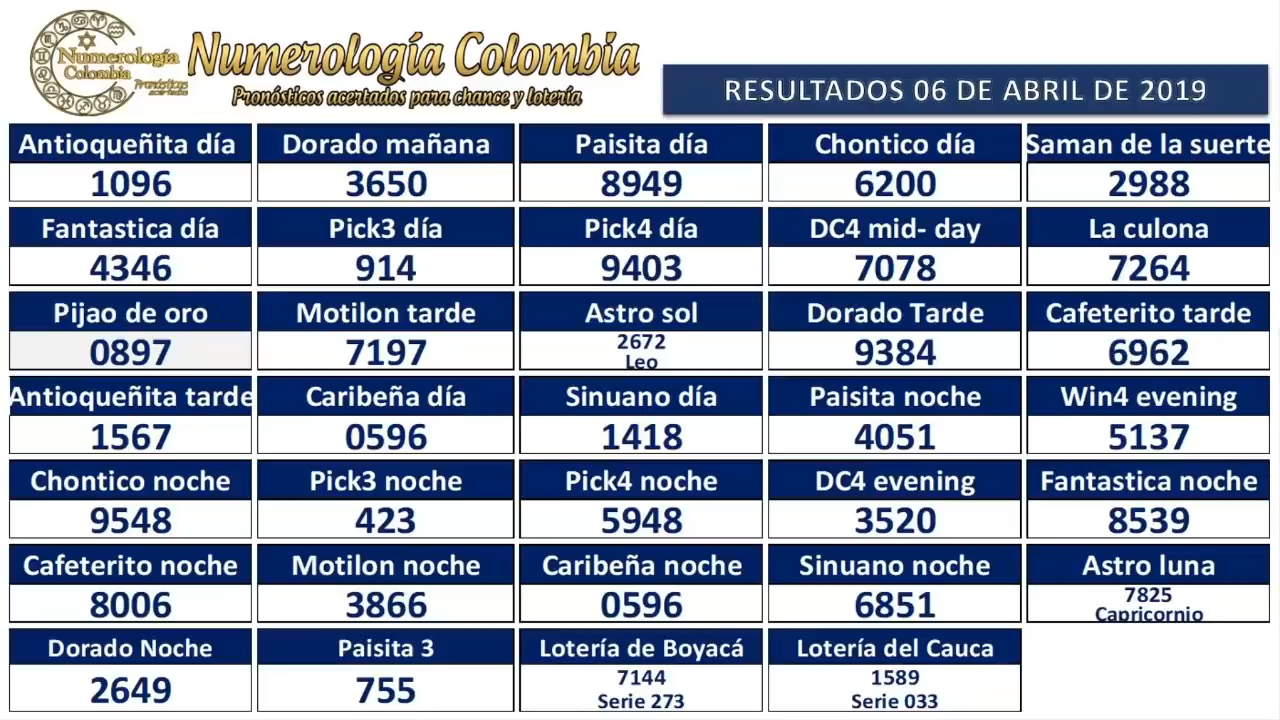 Numerología
Colombia
Pronósticos
Numerología Colombia
Pronósticos acertados para chance y lotería
RESULTADOS 06 DE ABRIL DE 2019
Antioqueñita día Dorado mañana Paisita día Chontico día Saman de la suerte
1096 3650 8949 6200 2988
Fantastica día Pick3 día Pick4 día DC4 mid- day La culona
4346 914 9403 7078 7264
Pijao de oro Motilon tarde Astro sol Dorado Tarde Cafeterito tarde
0897 7197 2672 9384 6962
Leo
Antioqueñita tarde Caribeña día Sinuano día Paisita noche Win4 evening
1567 0596 1418 4051 5137
Chontico noche Pick3 noche Pick4 noche DC4 evening Fantastica noche
9548 423 5948 3520 8539
Cafeterito noche Motilon noche Caribeña noche Sinuano noche Astro luna
8006 3866 0596 6851 7825
Capricornio
Dorado Noche Paisita 3 Lotería de Boyacá Lotería del Cauca
2649 755 7144 1589
Serie 273 Serie 033